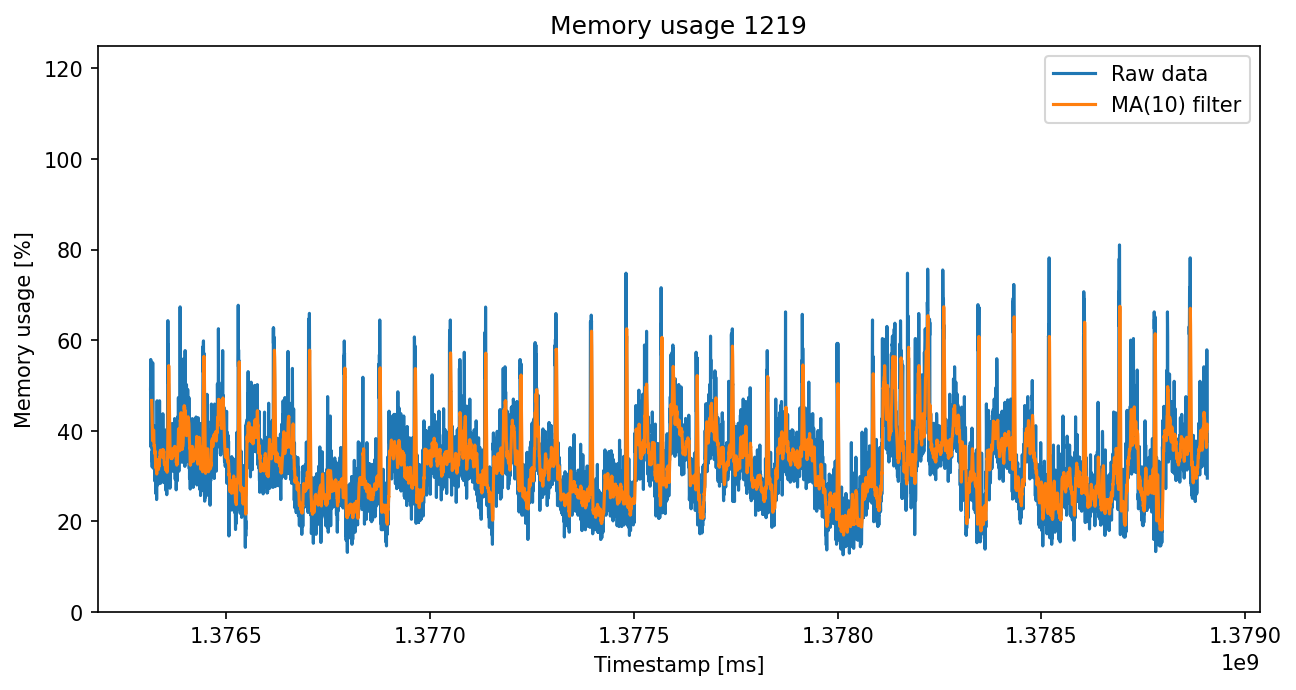 Memory usage 1219
Raw data
MA(10) filter
Memory usage [%]
120
100
80
60
40
20
0
1.3765 1.3770 1.3775 1.3780 1.3785 1.3790
1e9
Timestamp [ms]